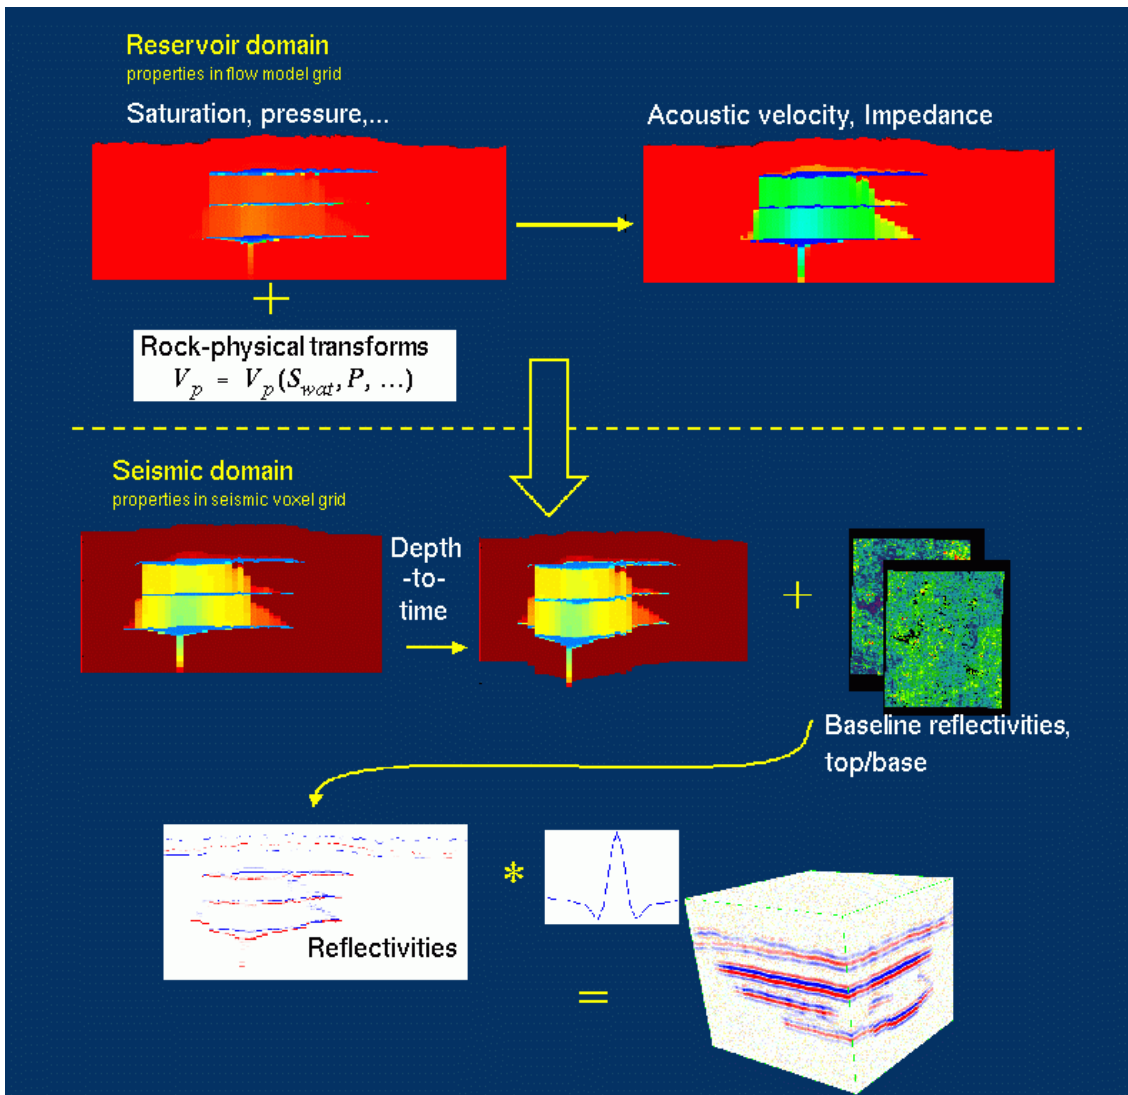 Reservoir domain
properties in flow model grid
Saturation, pressure,...
Acoustic velocity, Impedance
+
Rock-physical transforms
V_p = V_p(S_wat, P, ...)
Seismic domain
properties in seismic voxel grid
Depth
-to-
time
+
Baseline reflectivities,
top/base
*
Reflectivities
=